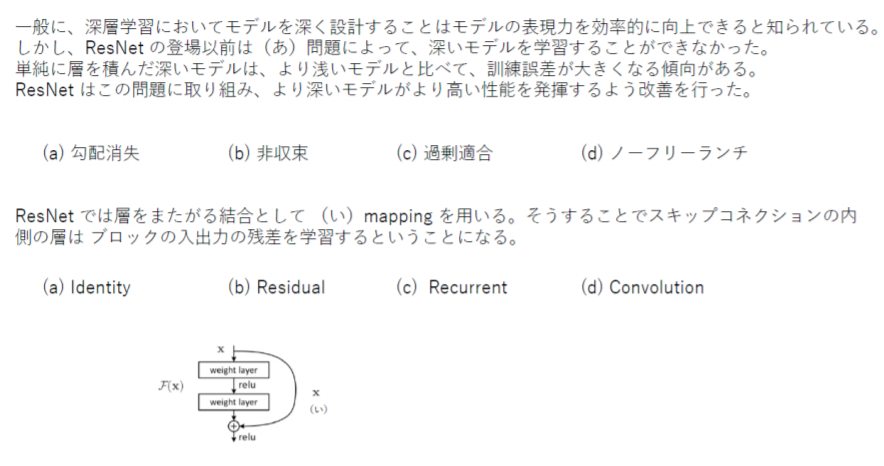 一般に、深層学習においてモデルを深く設計することはモデルの表現力を効率的に向上できると知られている。
しかし、ResNet の登場以前は（あ）問題によって、深いモデルを学習することができなかった。
単純に層を積んだ深いモデルは、より浅いモデルと比べて、訓練誤差が大きくなる傾向がある。
ResNet はこの問題に取り組み、より深いモデルがより高い性能を発揮するよう改善を行った。
(a) 勾配消失 (b) 非収束 (c) 過剰適合 (d) ノーフリーランチ
ResNet では層をまたがる結合として （い）mapping を用いる。そうすることでスキップコネクションの内
側の層は ブロックの入出力の残差を学習するということになる。
(a) Identity (b) Residual (c) Recurrent (d) Convolution
x
weight layer
F(x) relu x
weight layer (い)
relu